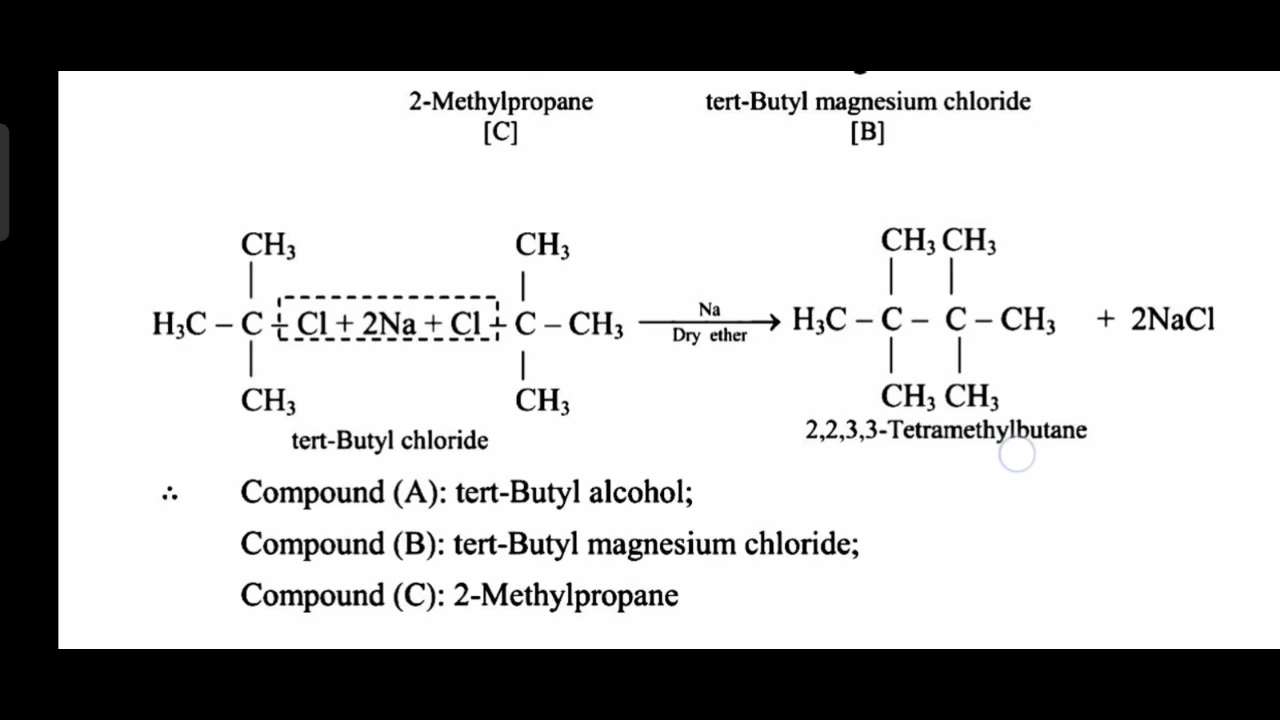 2-Methylpropane tert-Butyl magnesium chloride
[C] [B]
CH₃ CH₃ CH₃ CH₃
| | | |
H₃C – C – Cl + 2Na + Cl – C – CH₃ Na Dry ether → H₃C – C – C – CH₃ + 2NaCl
| | | |
CH₃ CH₃ CH₃ CH₃
tert-Butyl chloride 2,2,3,3-Tetramethylbutane
∴ Compound (A): tert-Butyl alcohol;
Compound (B): tert-Butyl magnesium chloride;
Compound (C): 2-Methylpropane